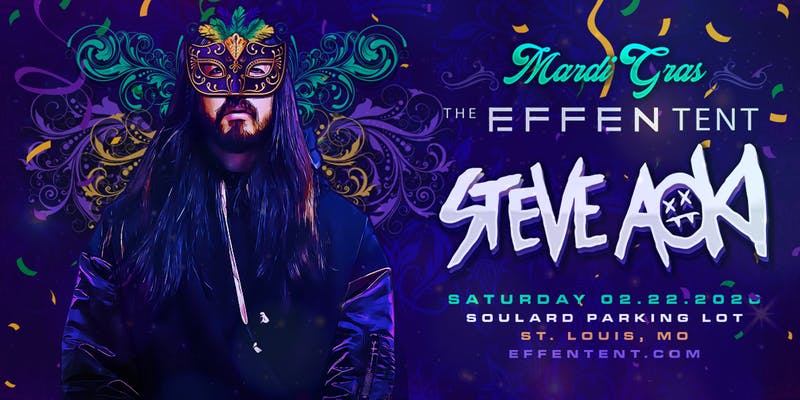 Mardi Gras
THE EFFEN TENT
STEVE AOKI
SATURDAY 02.22.2020
SOULARD PARKING LOT
ST. LOUIS, MO
EFFENTENT.COM